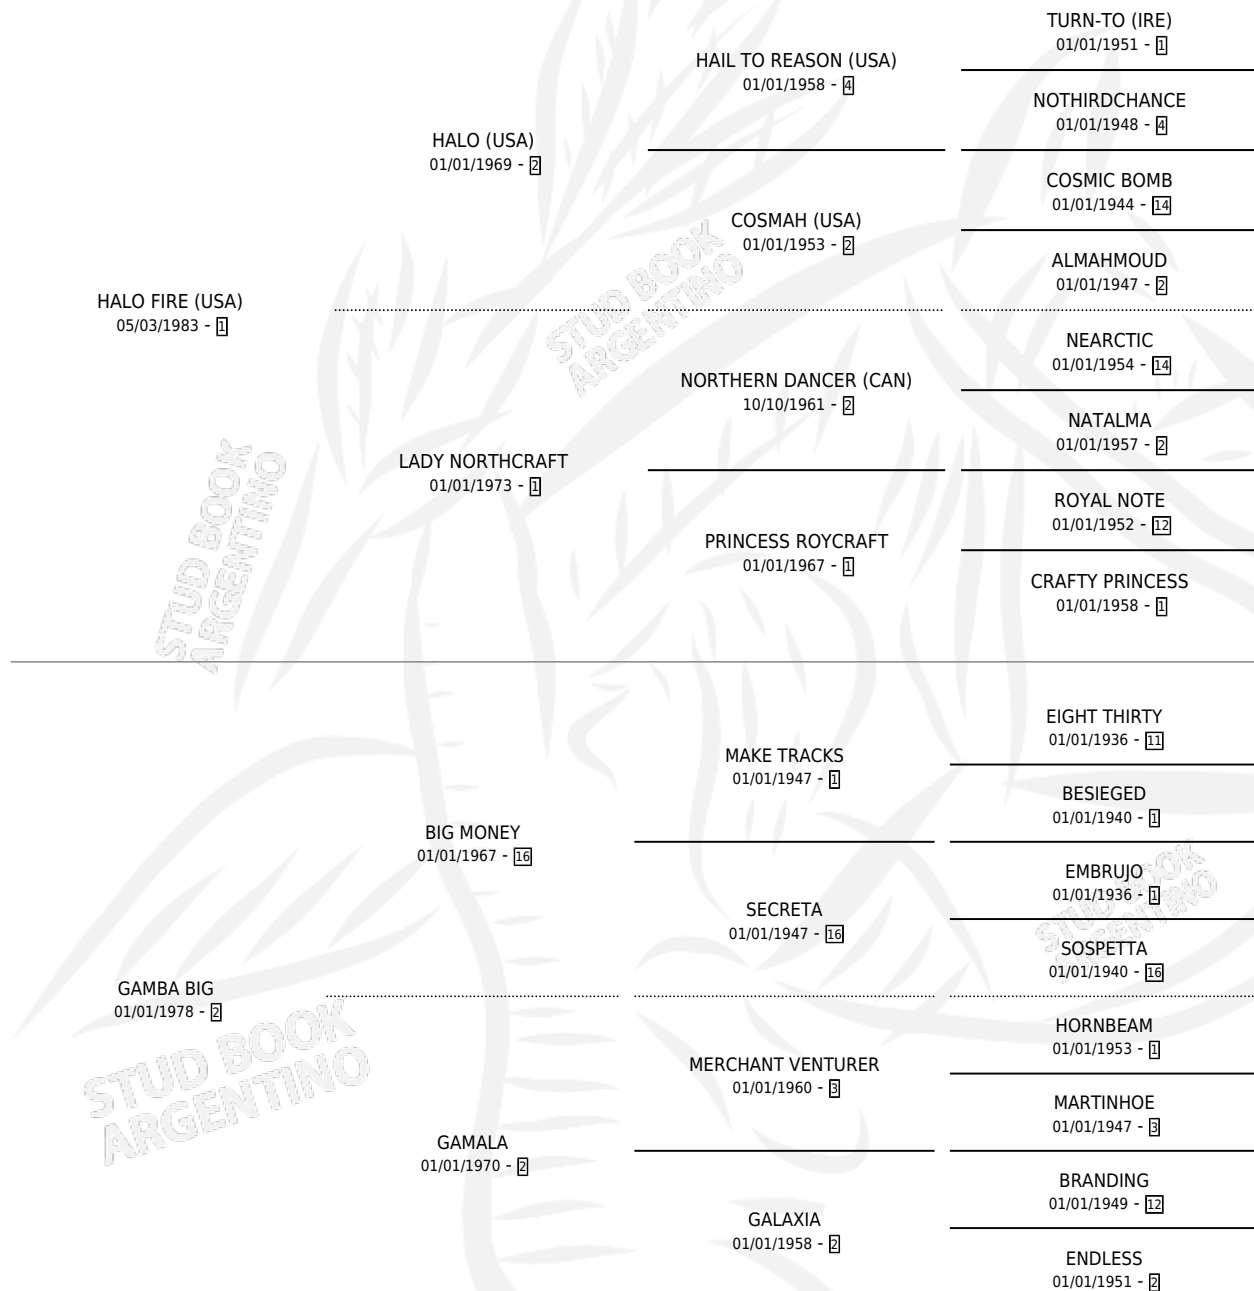 TURN-TO (IRE)
01/01/1951 - 1
HAIL TO REASON (USA)
01/01/1958 - 4
NOTHIRDCHANCE
01/01/1948 - 4
HALO (USA)
01/01/1969 - 2
COSMIC BOMB
01/01/1944 - 14
COSMAH (USA)
01/01/1953 - 2
ALMAHMOUD
01/01/1947 - 2
HALO FIRE (USA)
05/03/1983 - 1
NEARCTIC
01/01/1954 - 14
NORTHERN DANCER (CAN)
10/10/1961 - 2
NATALMA
01/01/1957 - 2
LADY NORTHCRAFT
01/01/1973 - 1
ROYAL NOTE
01/01/1952 - 12
PRINCESS ROYCRAFT
01/01/1967 - 1
CRAFTY PRINCESS
01/01/1958 - 1
EIGHT THIRTY
01/01/1936 - 11
MAKE TRACKS
01/01/1947 - 1
BESIEGED
01/01/1940 - 1
BIG MONEY
01/01/1967 - 16
EMBRUJO
01/01/1936 - 1
SECRETA
01/01/1947 - 16
SOSPETTA
01/01/1940 - 16
GAMBA BIG
01/01/1978 - 2
HORNBEAM
01/01/1953 - 1
MERCHANT VENTURER
01/01/1960 - 3
MARTINHOE
01/01/1947 - 3
GAMALA
01/01/1970 - 2
BRANDING
01/01/1949 - 12
GALAXIA
01/01/1958 - 2
ENDLESS
01/01/1951 - 2
STUD BOOK
ARGENTINO
STUD BOOK
ARGENTINO
STUD BOOK
ARGENTINO
STUD BOOK
ARGENTINO